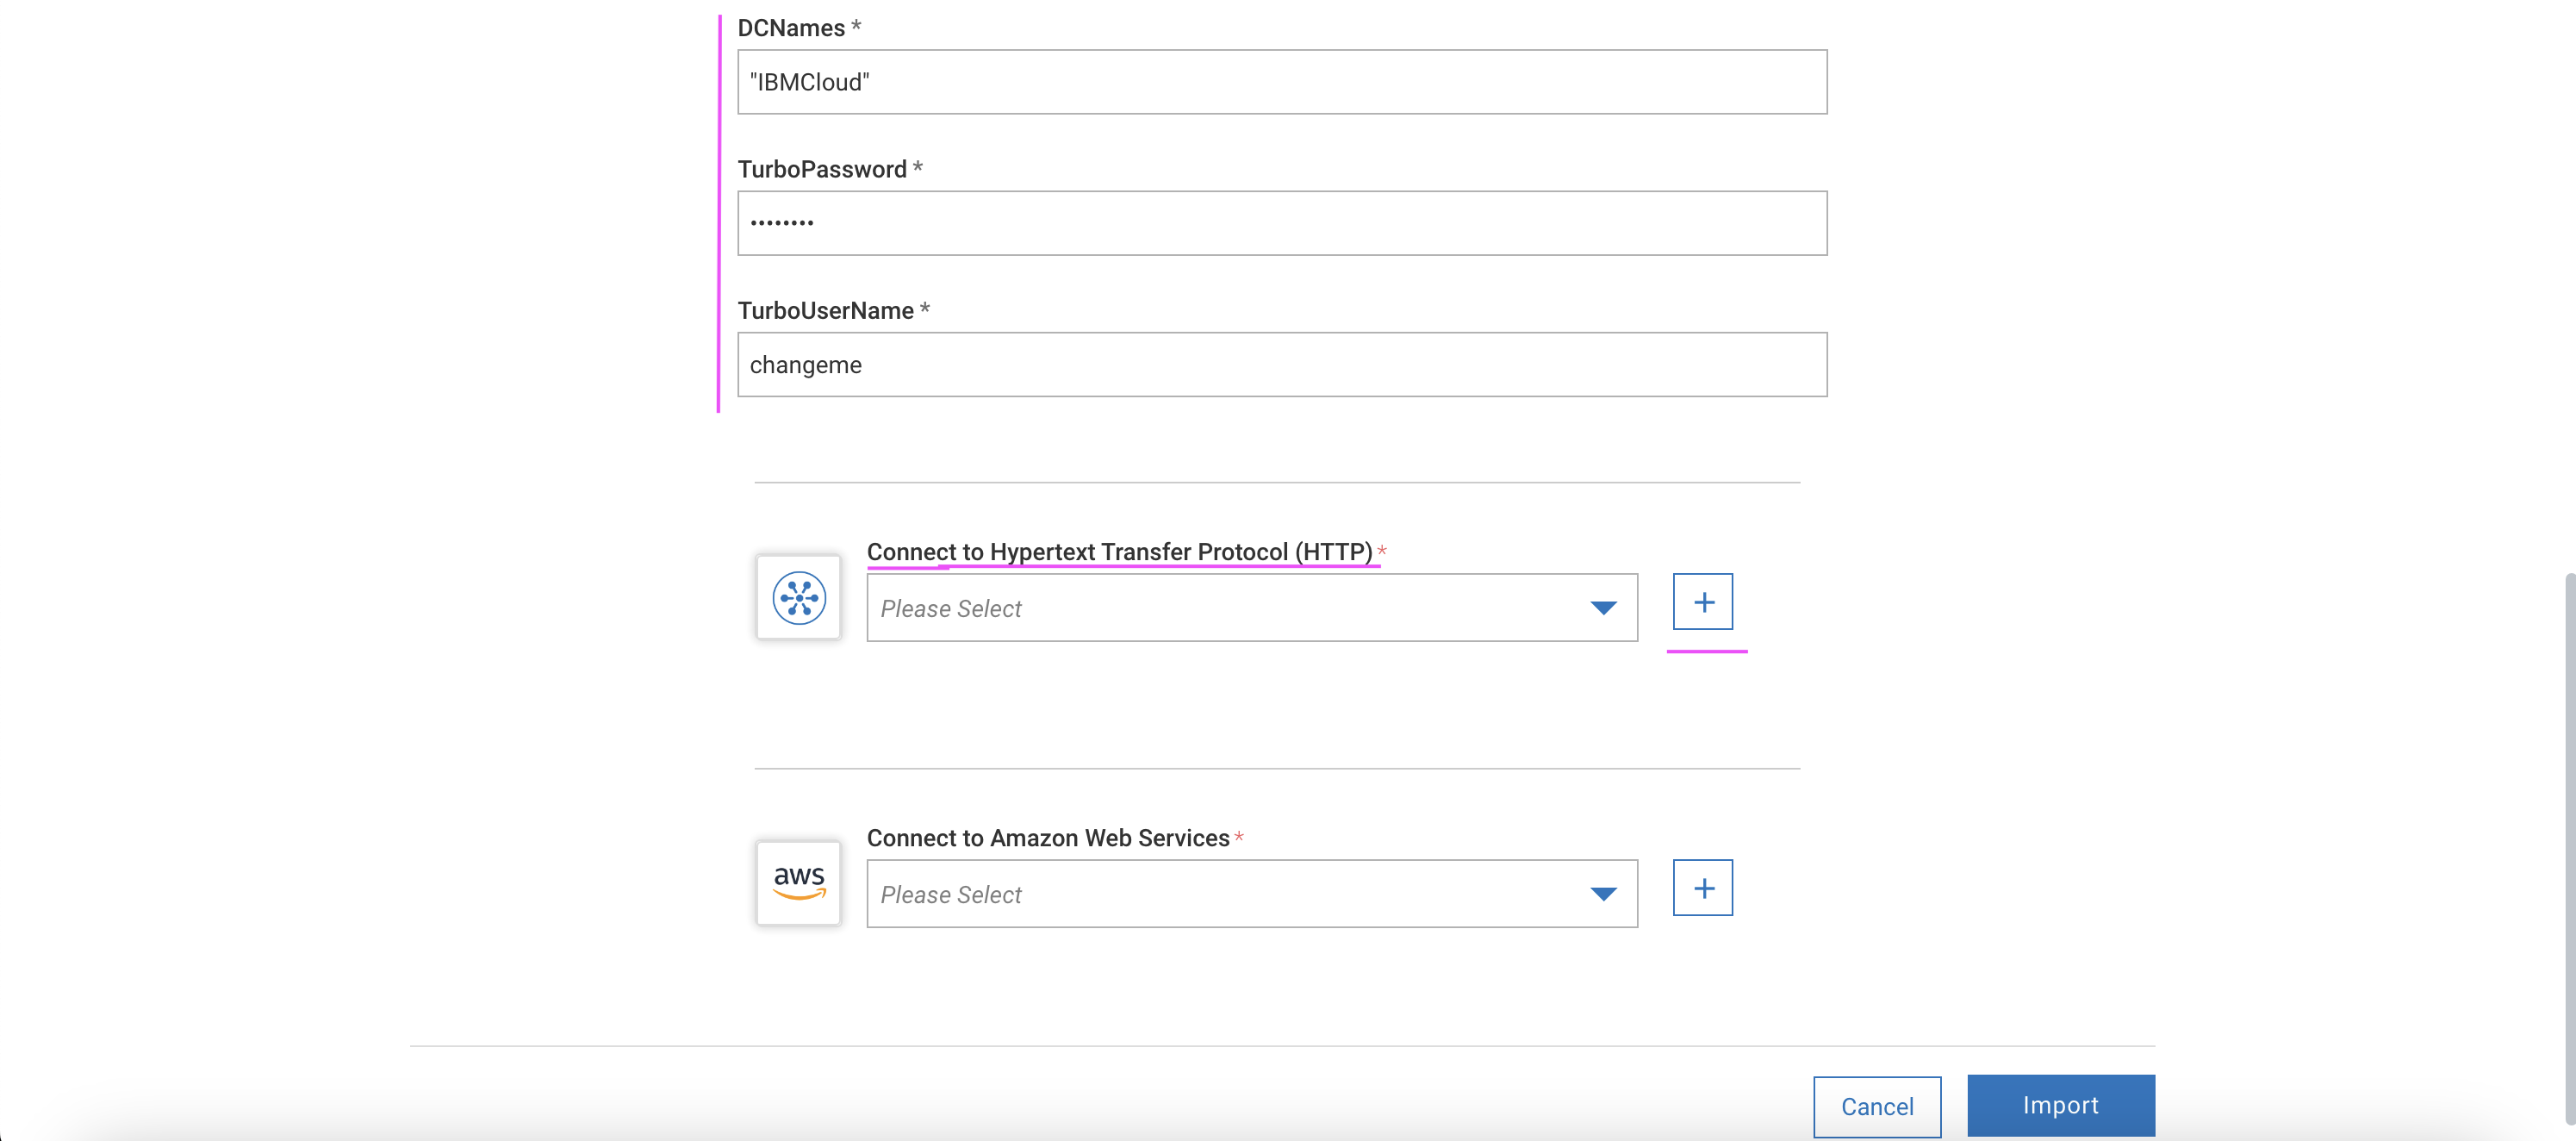 DCNames *
"IBMCloud"
TurboPassword *
••••••••
TurboUserName *
changeme
Connect to Hypertext Transfer Protocol (HTTP) *
Please Select
+
Connect to Amazon Web Services *
aws
Please Select
+
Cancel
Import